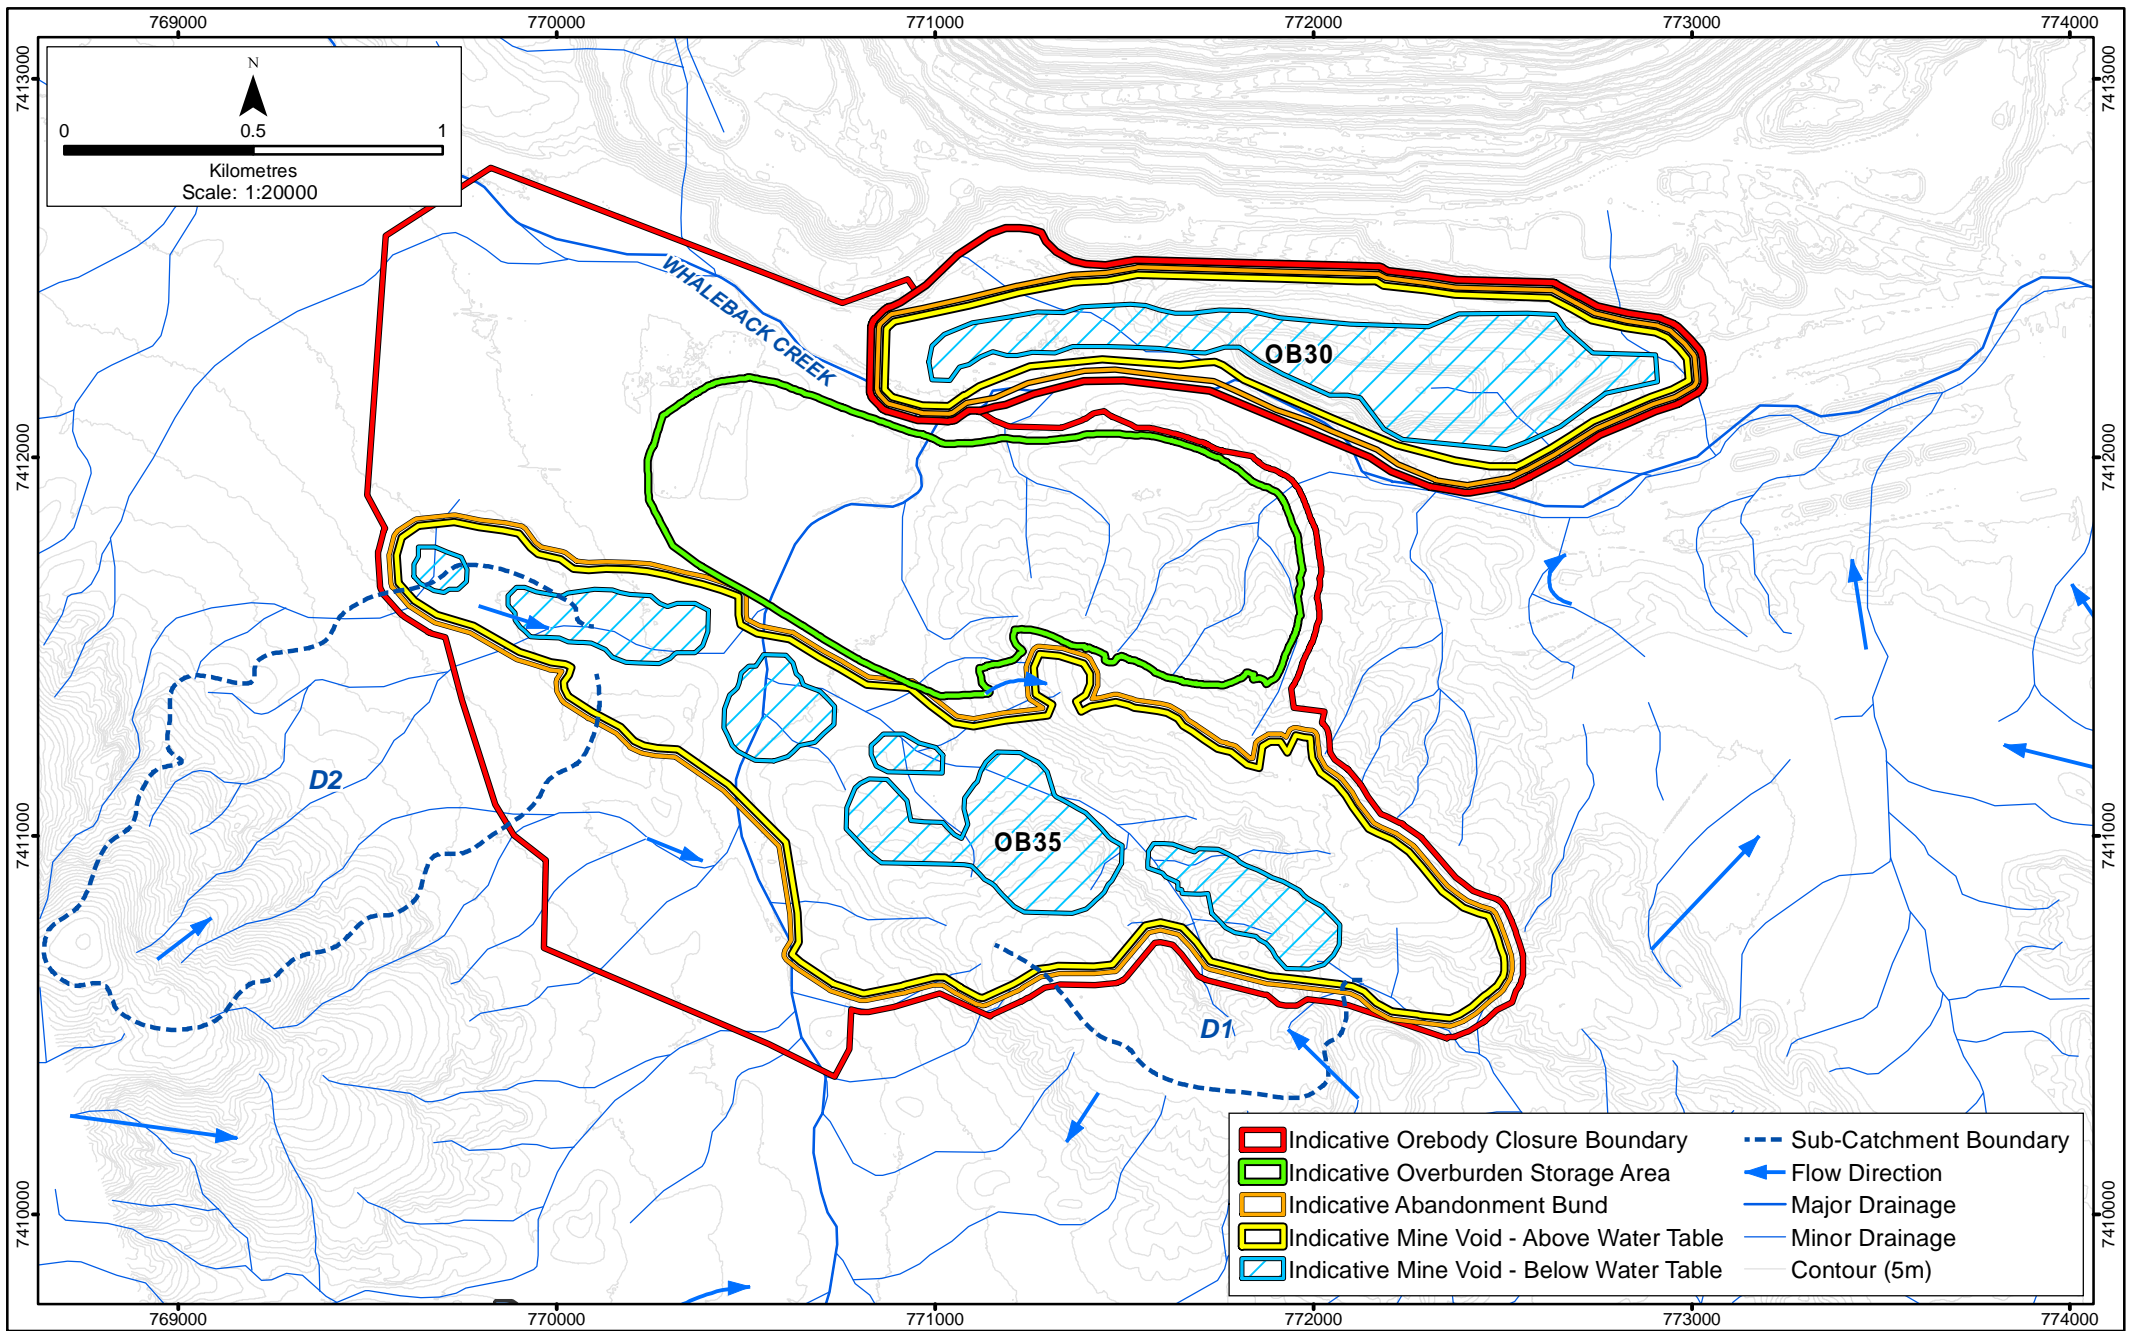 769000 770000 771000 772000 773000 774000
7413000 7413000
N
0 0.5 1
Kilometres
Scale: 1:20000
WHALEBACK CREEK
OB30
7412000 7412000
D2
OB35
7411000 7411000
D1
Indicative Orebody Closure Boundary
Indicative Overburden Storage Area
Indicative Abandonment Bund
Indicative Mine Void - Above Water Table
Indicative Mine Void - Below Water Table
Sub-Catchment Boundary
Flow Direction
Major Drainage
Minor Drainage
Contour (5m)
7410000 7410000
769000 770000 771000 772000 773000 774000